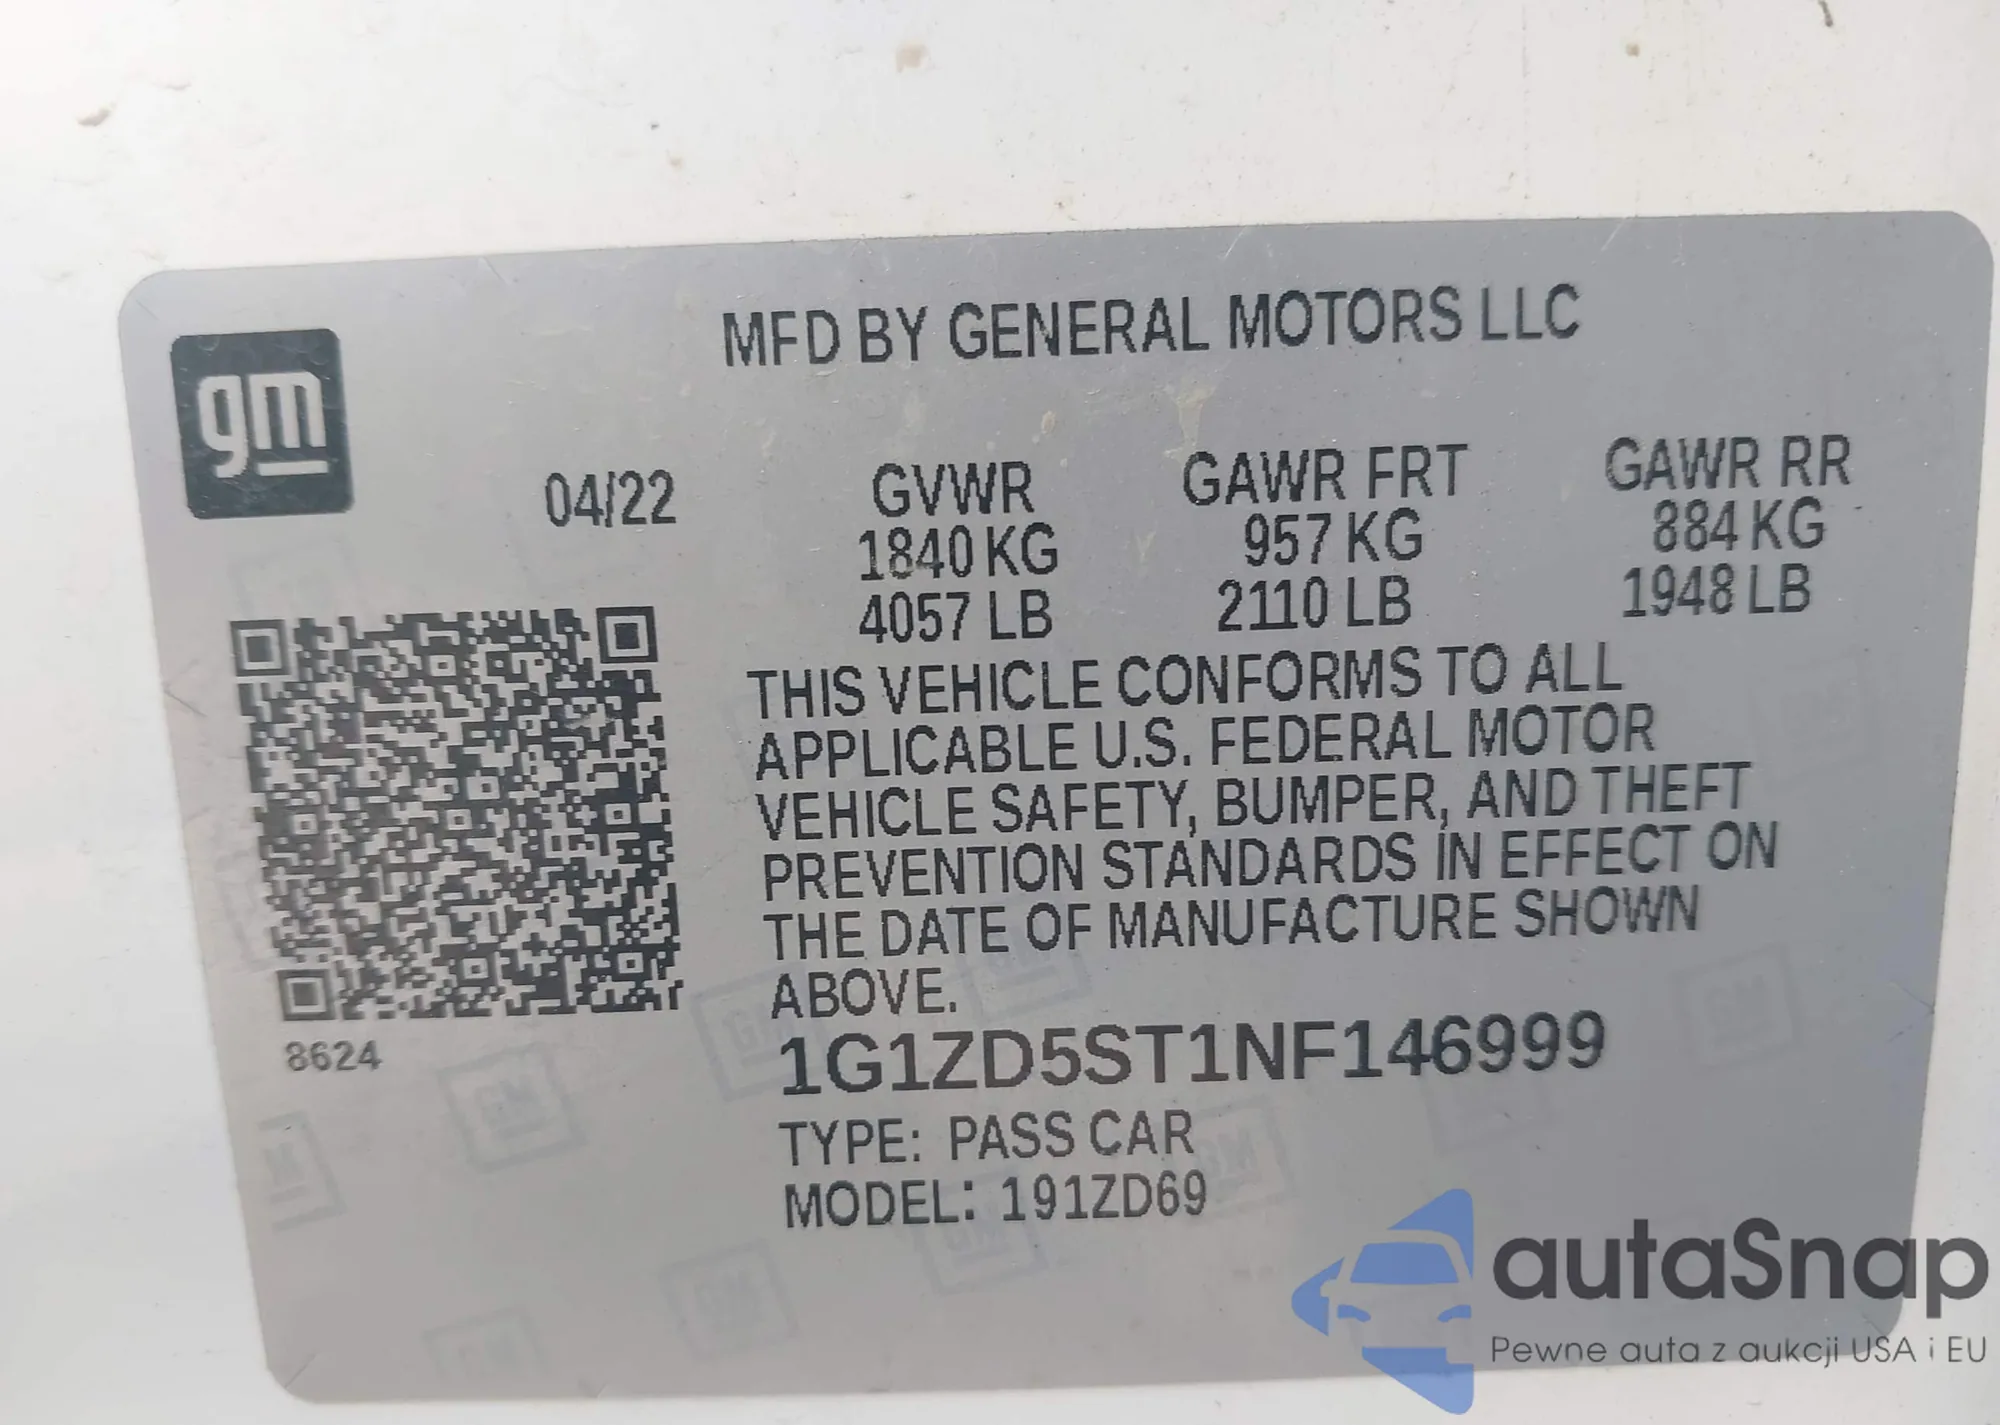 MFD BY GENERAL MOTORS LLC
gm
04/22
GVWR
1840 KG
4057 LB
GAWR FRT
957 KG
2110 LB
GAWR RR
884 KG
1948 LB
THIS VEHICLE CONFORMS TO ALL
APPLICABLE U.S. FEDERAL MOTOR
VEHICLE SAFETY, BUMPER, AND THEFT
PREVENTION STANDARDS IN EFFECT ON
THE DATE OF MANUFACTURE SHOWN
ABOVE.
8624
1G1ZD5ST1NF146999
TYPE: PASS CAR
MODEL: 191ZD69
autaSnap
Pewne auta z aukcji USA i EU